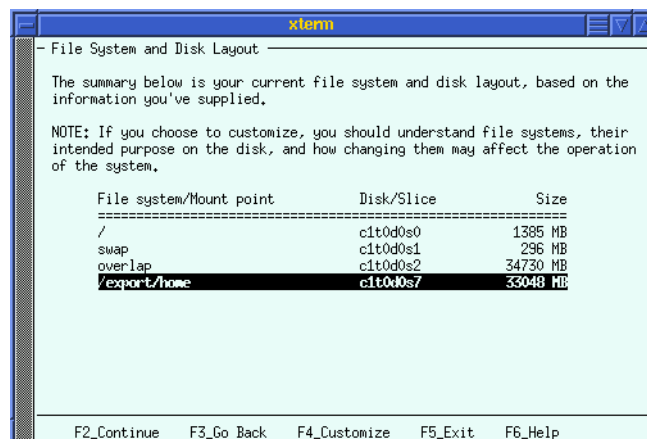 xterm
File System and Disk Layout
The summary below is your current file system and disk layout, based on the
information you've supplied.
NOTE: If you choose to customize, you should understand file systems, their
intended purpose on the disk, and how changing them may affect the operation
of the system.
File system/Mount point Disk/Slice Size
============================================================
/ c1t0d0s0 1385 MB
swap c1t0d0s1 296 MB
overlap c1t0d0s2 34730 MB
/export/home c1t0d0s7 33048 MB
F2_Continue F3_Go Back F4_Customize F5_Exit F6_Help